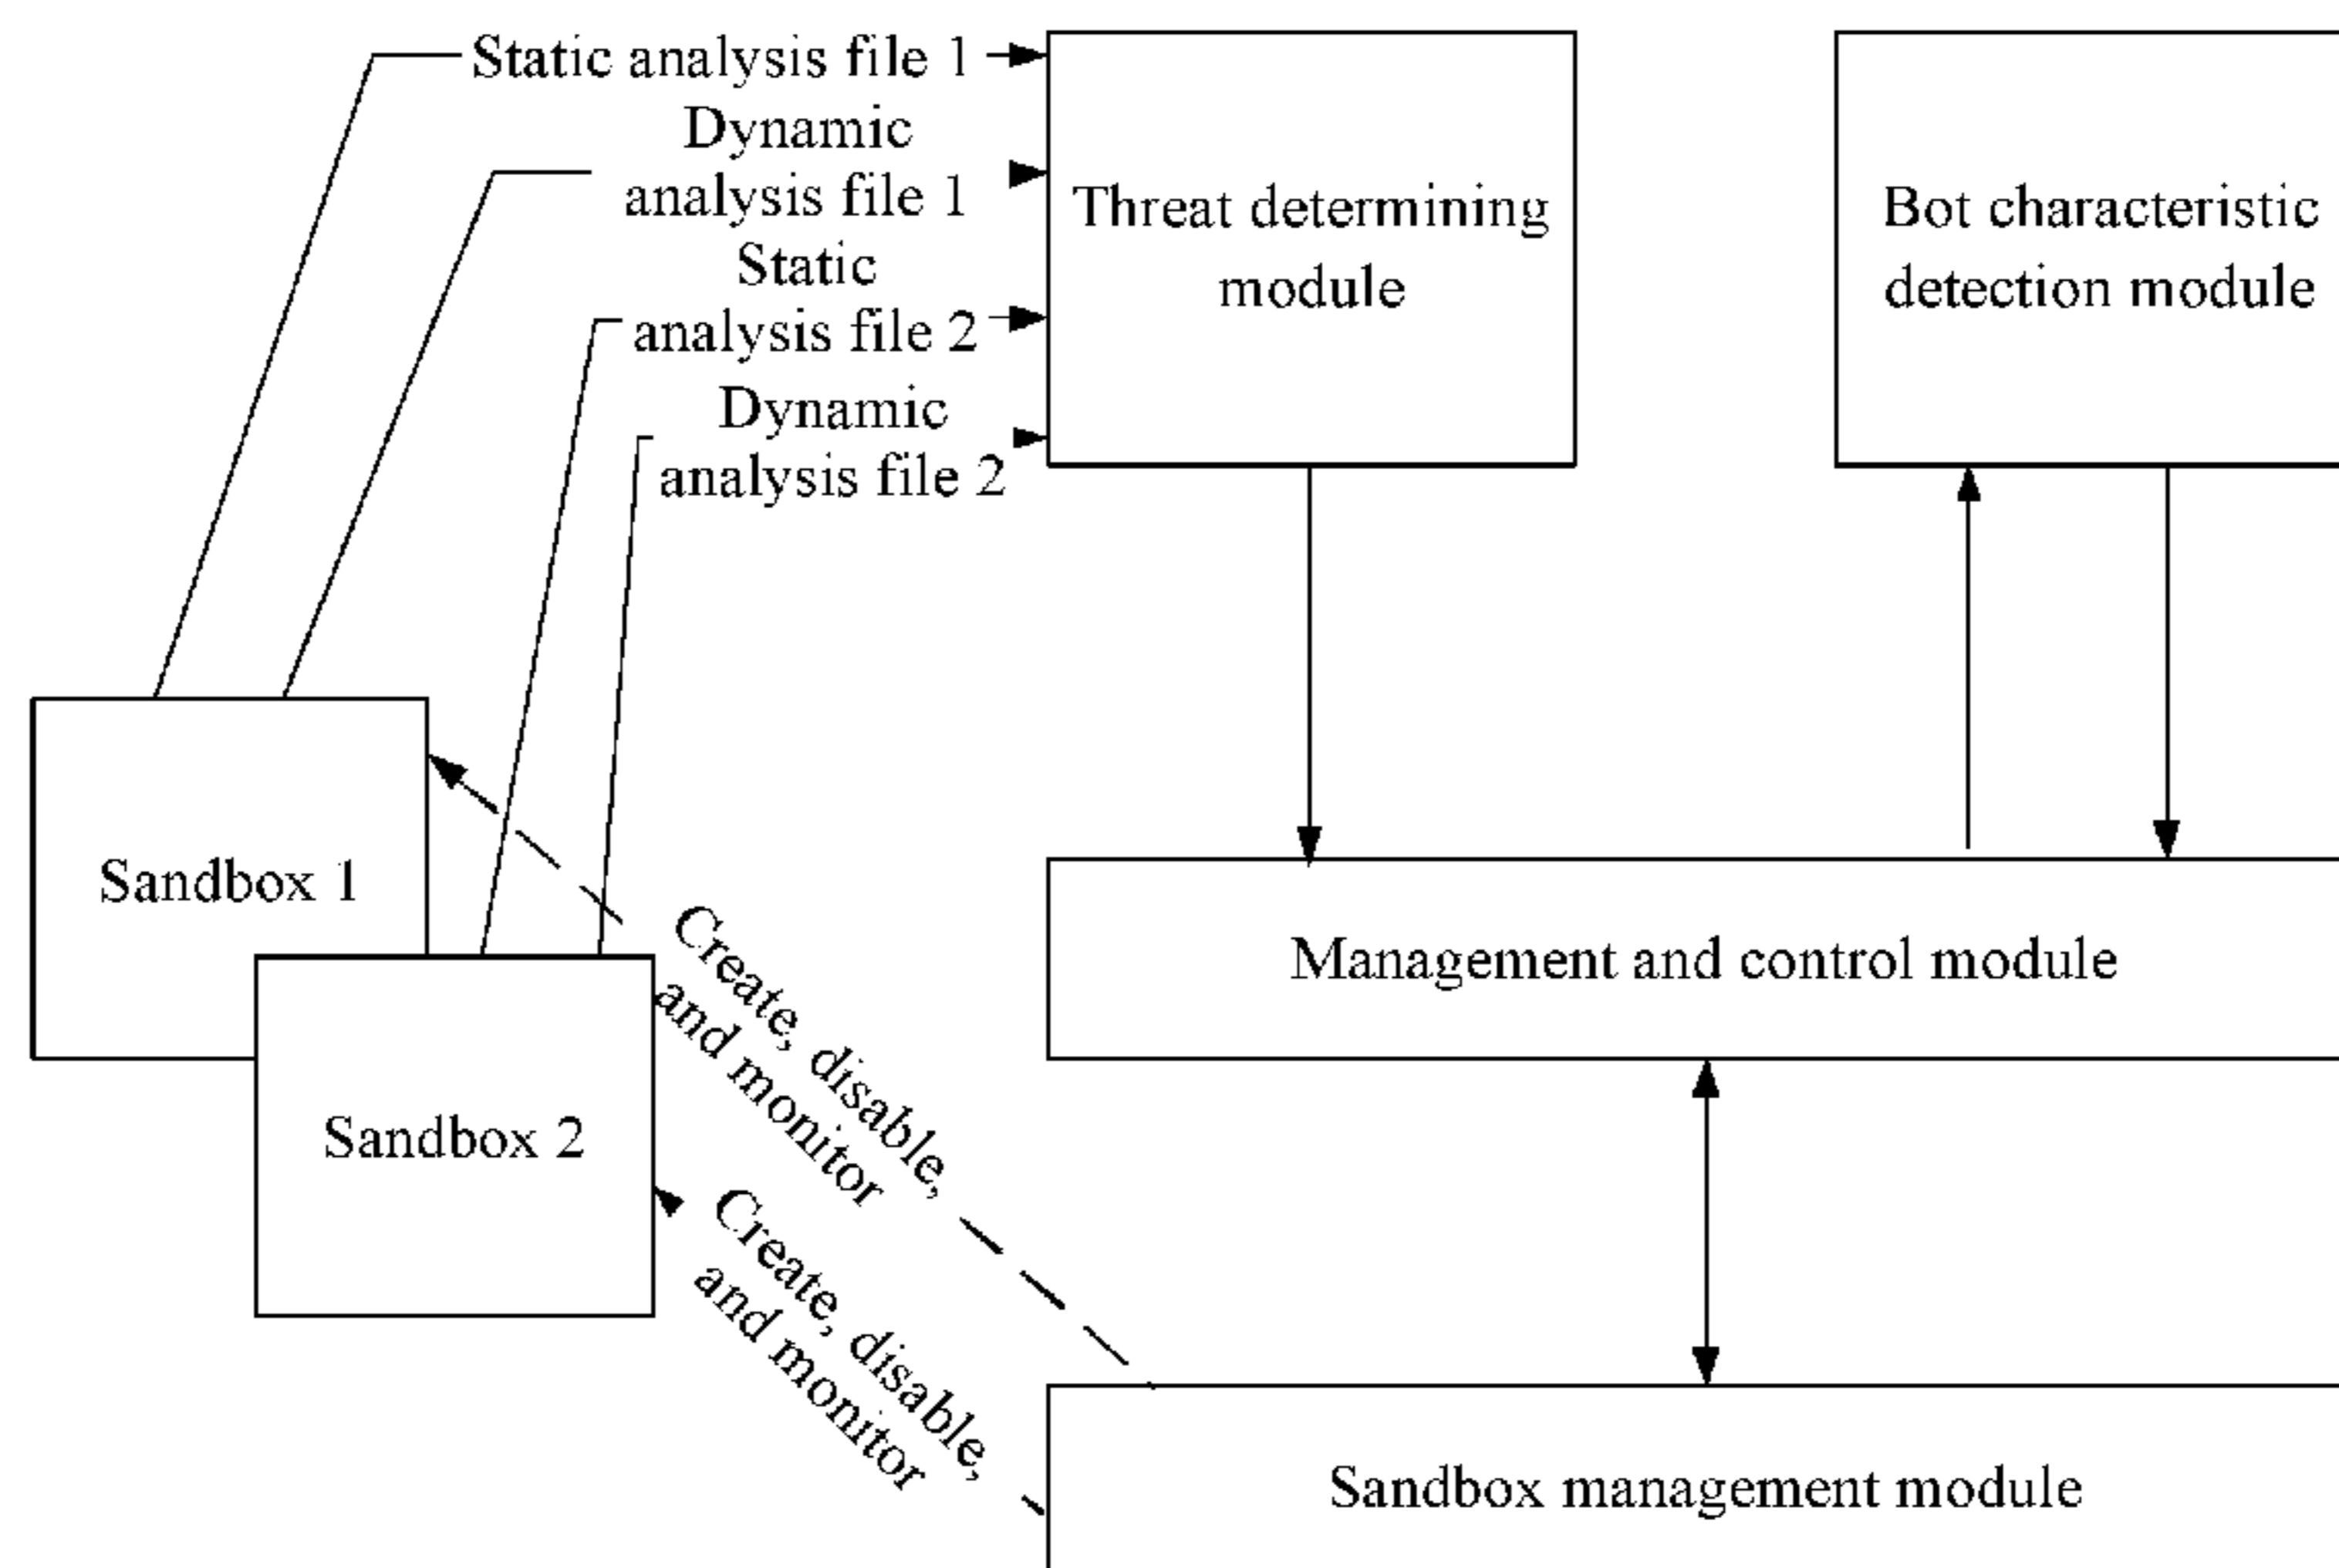 Static analysis file 1
Dynamic
analysis file 1
Static
analysis file 2
Dynamic
analysis file 2
Threat determining
module
Bot characteristic
detection module
Sandbox 1
Sandbox 2
Create, disable,
and monitor
Create, disable,
and monitor
Management and control module
Sandbox management module